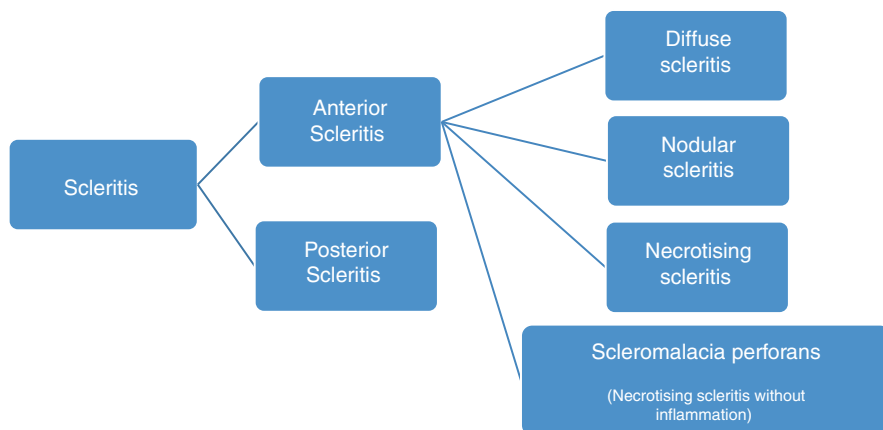 Scleritis
Anterior
Scleritis
Posterior
Scleritis
Diffuse
scleritis
Nodular
scleritis
Necrotising
scleritis
Scleromalacia perforans
(Necrotising scleritis without
inflammation)